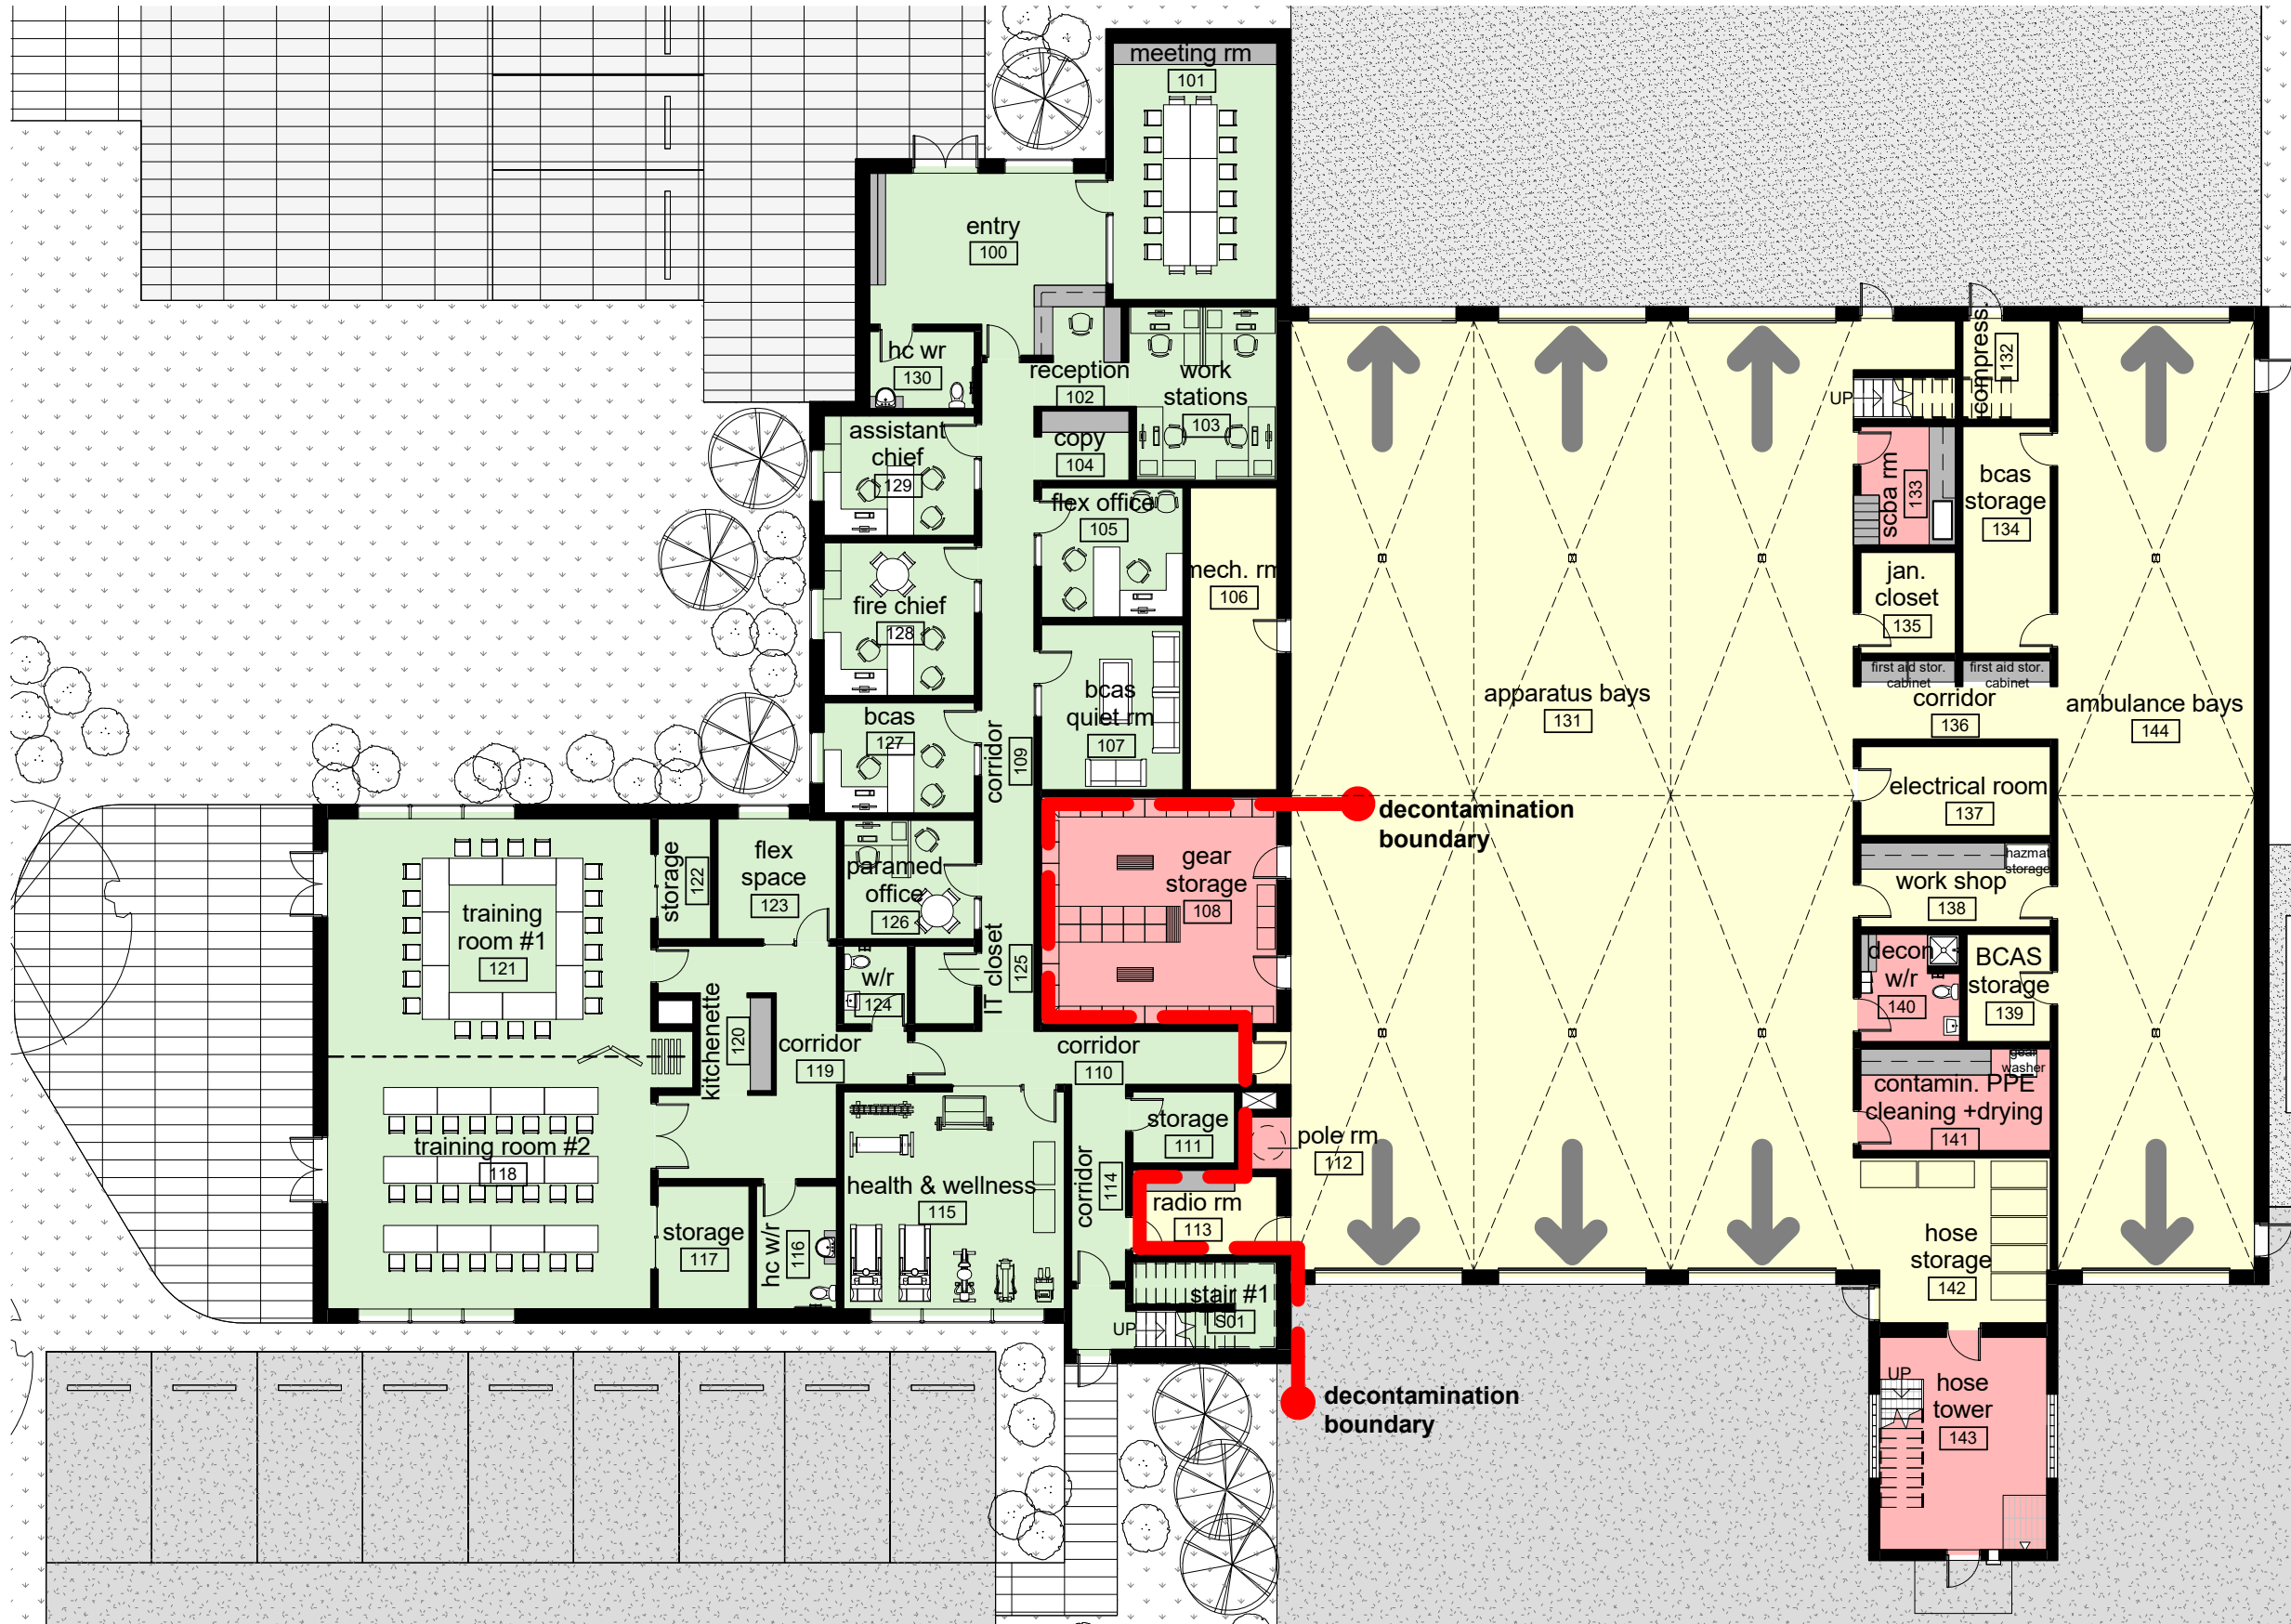 meeting rm
101
entry
100
hc wr
130
reception
102
work
stations
103
compress.
132
UP
assistant
chief
129
copy
104
scba rm
133
bcas
storage
134
flex office
105
mech. rm
106
jan.
closet
135
fire chief
128
first aid stor.
cabinet
first aid stor.
cabinet
bcas
quiet rm
107
apparatus bays
131
corridor
136
ambulance bays
144
bcas
127
corridor
109
electrical room
137
decontamination
boundary
storage
122
flex
space
123
paramed
office
126
gear
storage
108
hazmat
storage
work shop
138
training
room #1
121
IT closet
125
w/r
124
decon
w/r
140
BCAS
storage
139
kitchenette
120
corridor
119
corridor
110
gear
washer
contamin. PPE
cleaning +drying
141
storage
111
pole rm
112
training room #2
118
health & wellness
115
corridor
114
radio rm
113
storage
117
hc w/r
116
hose
storage
142
stair #1
S01
UP
decontamination
boundary
UP
hose
tower
143